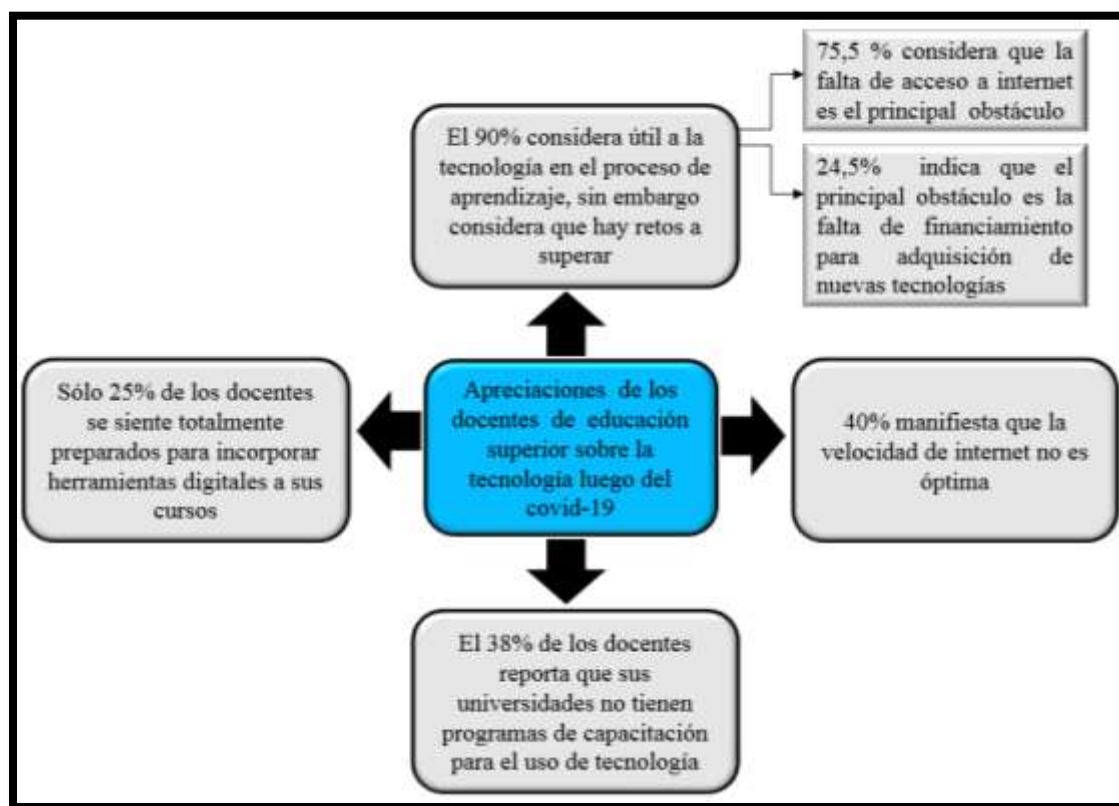 75,5 % considera que la
falta de acceso a internet
es el principal obstáculo
El 90% considera útil a la
tecnología en el proceso de
aprendizaje, sin embargo
considera que hay retos a
superar
24,5% indica que el
principal obstáculo es la
falta de financiamiento
para adquisición de
nuevas tecnologías
Sólo 25% de los docentes
se siente totalmente
preparados para incorporar
herramientas digitales a sus
cursos
Apreciaciones de los
docentes de educación
superior sobre la
tecnología luego del
covid-19
40% manifiesta que la
velocidad de internet no es
óptima
El 38% de los docentes
reporta que sus
universidades no tienen
programas de capacitación
para el uso de tecnología